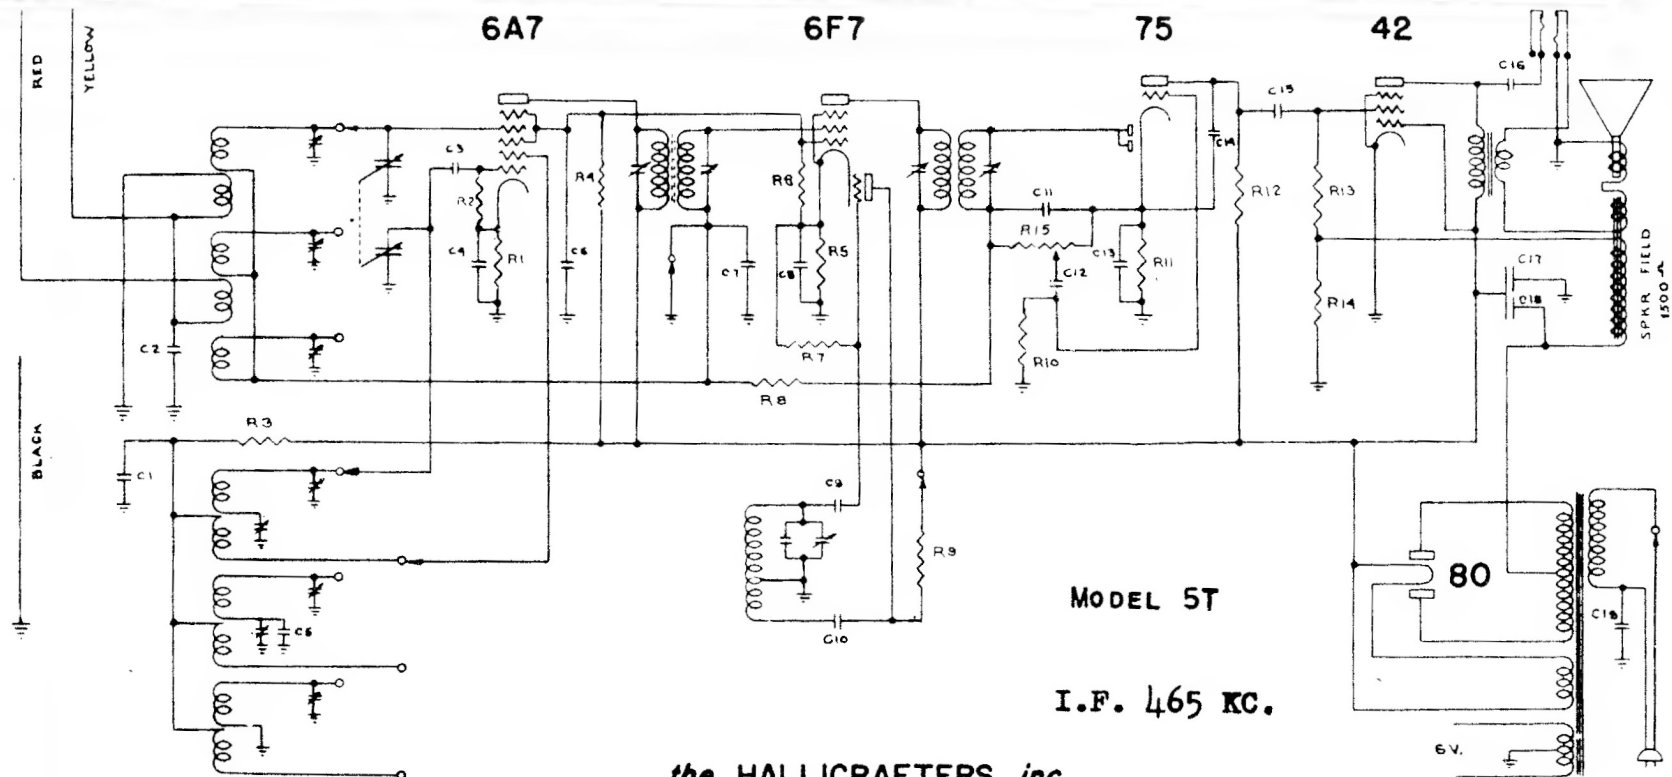 6A7
6F7
75
42
RED
YELLOW
BLACK
C16
C15
C3
C14
R2
R4
R6
R12
R13
C11
R15
C4
R1
C6
C7
C8
R5
C12
C13
R11
C17
C18
SPKR FIELD
1500 Ω
R14
C2
R7
R10
R8
R3
C1
C9
R9
80
MODEL 5T
C5
C10
C19
I.F. 465 KC.
6V.
the HALLICRAFTERS inc